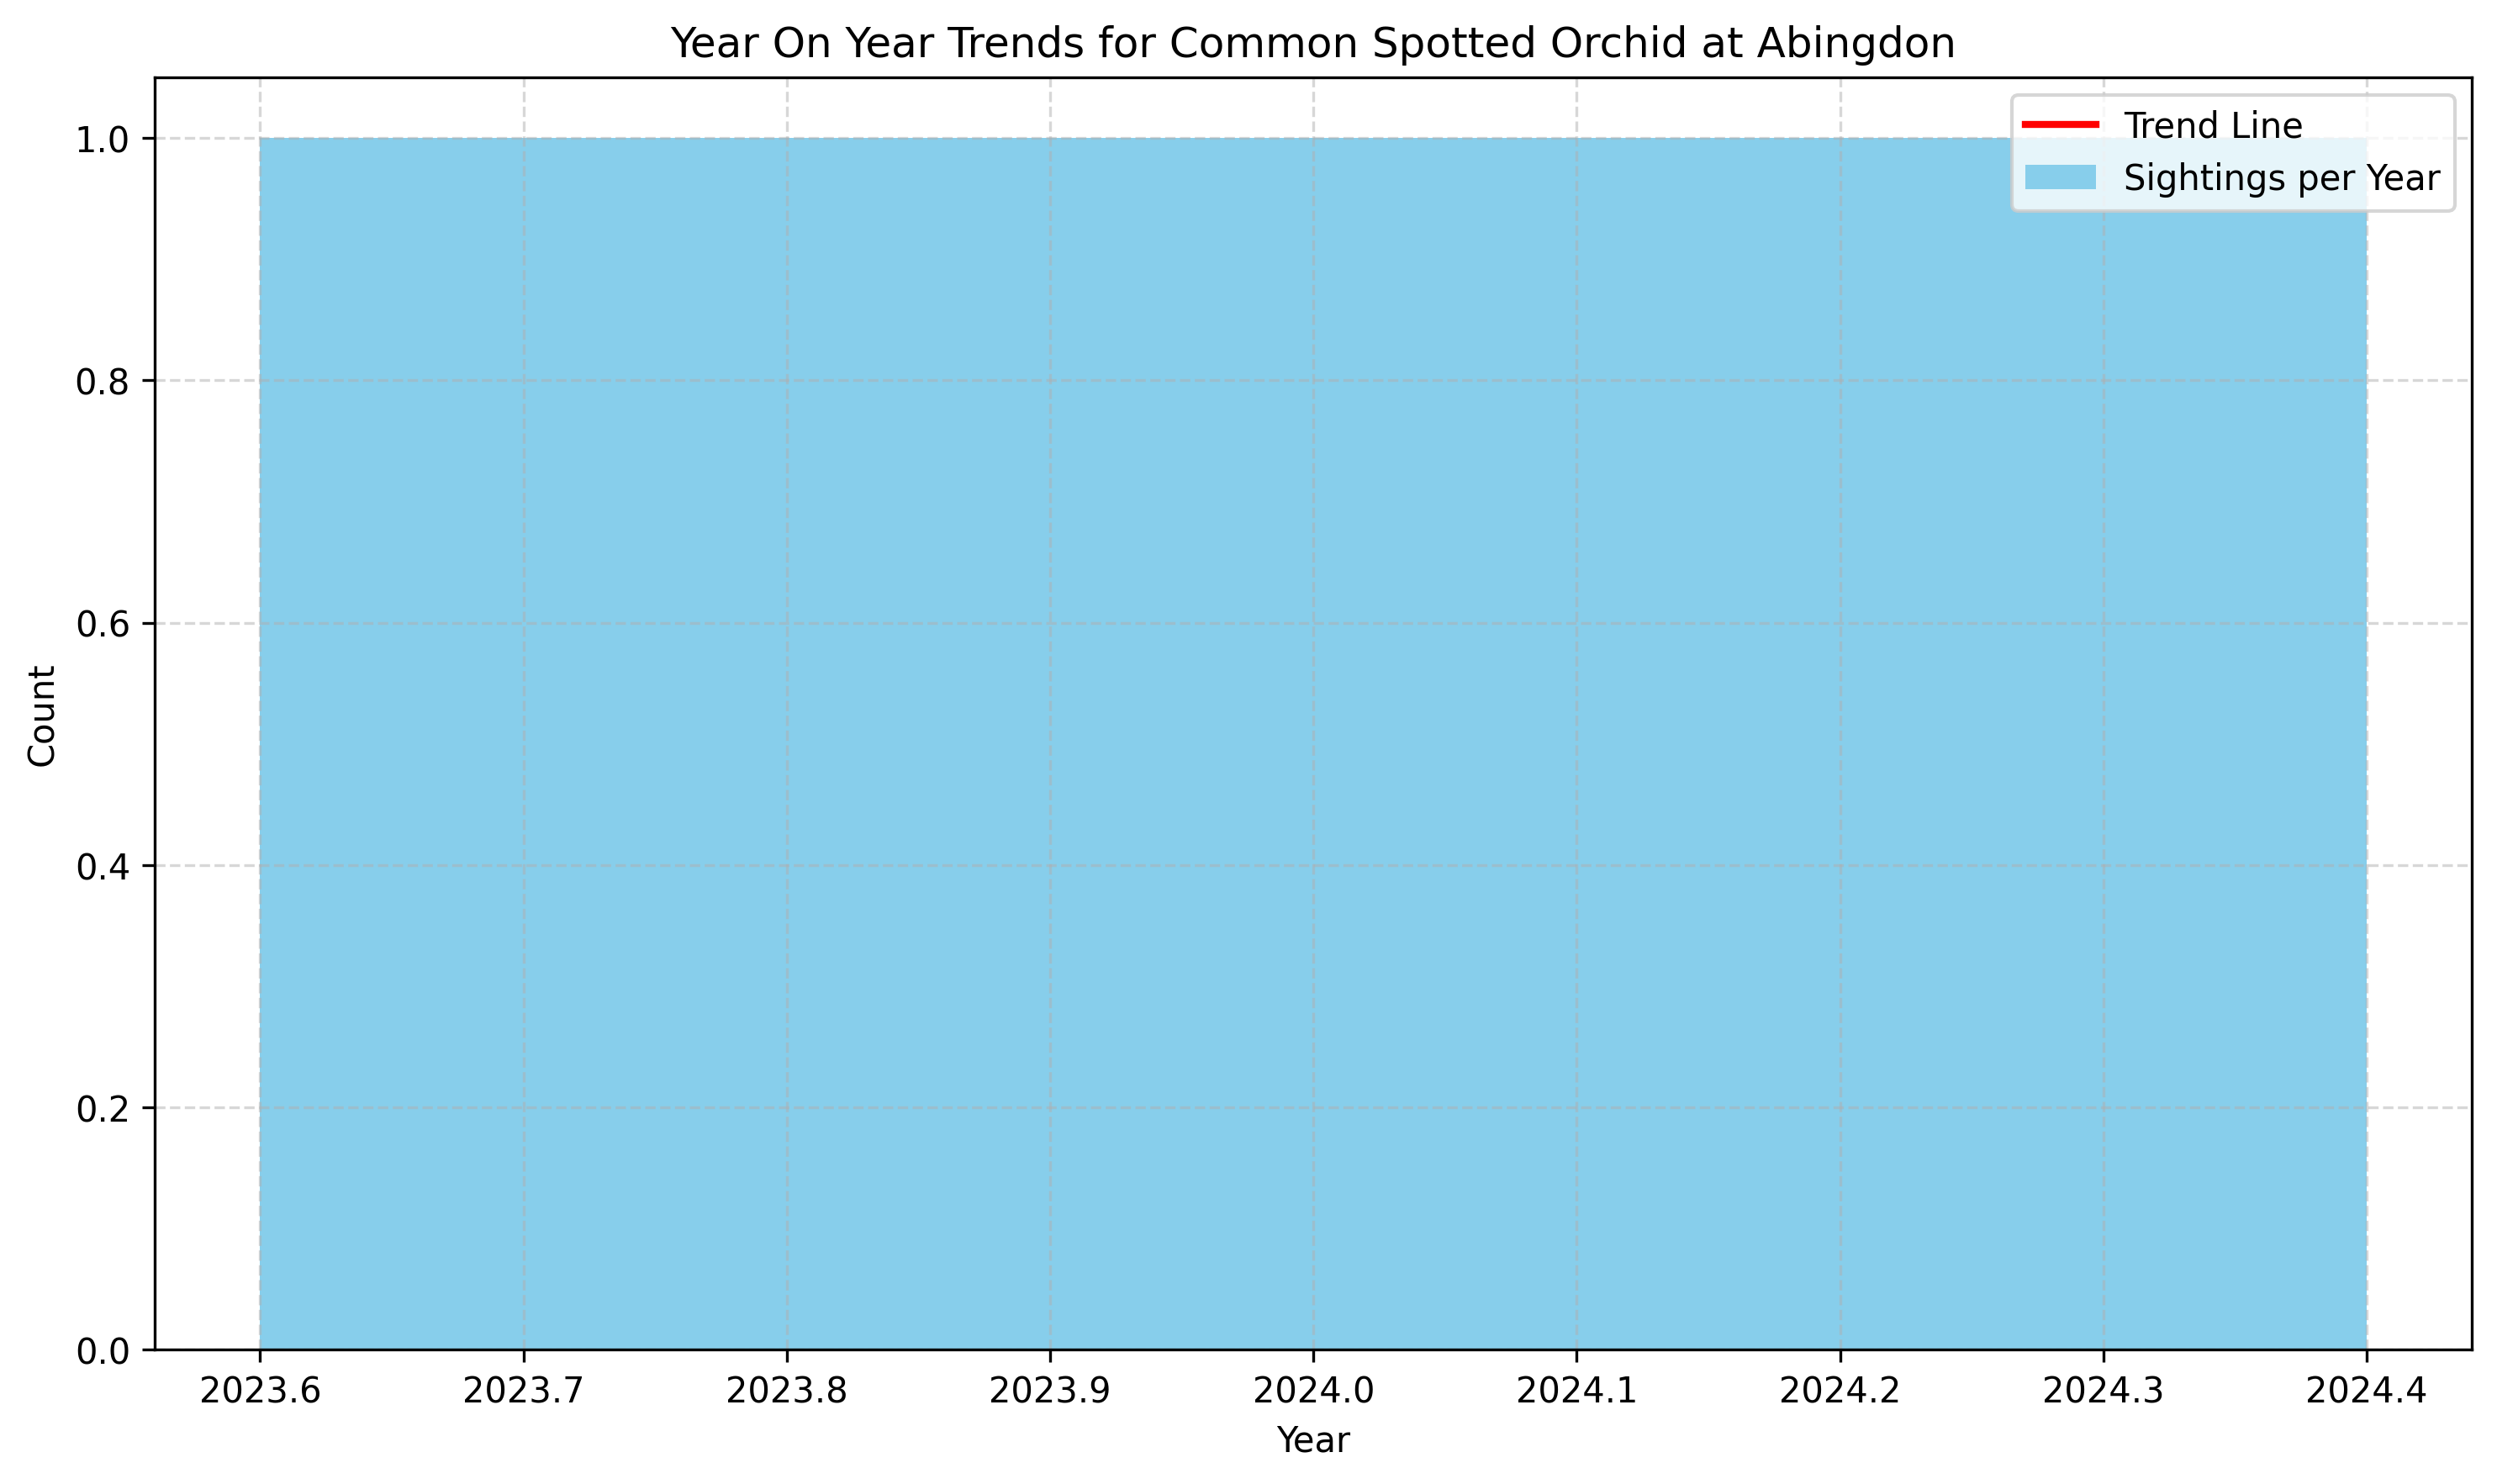 Year On Year Trends for Common Spotted Orchid at Abingdon
Trend Line
Sightings per Year
1.0
0.8
0.6
0.4
0.2
0.0
Count
2023.6 2023.7 2023.8 2023.9 2024.0 2024.1 2024.2 2024.3 2024.4
Year